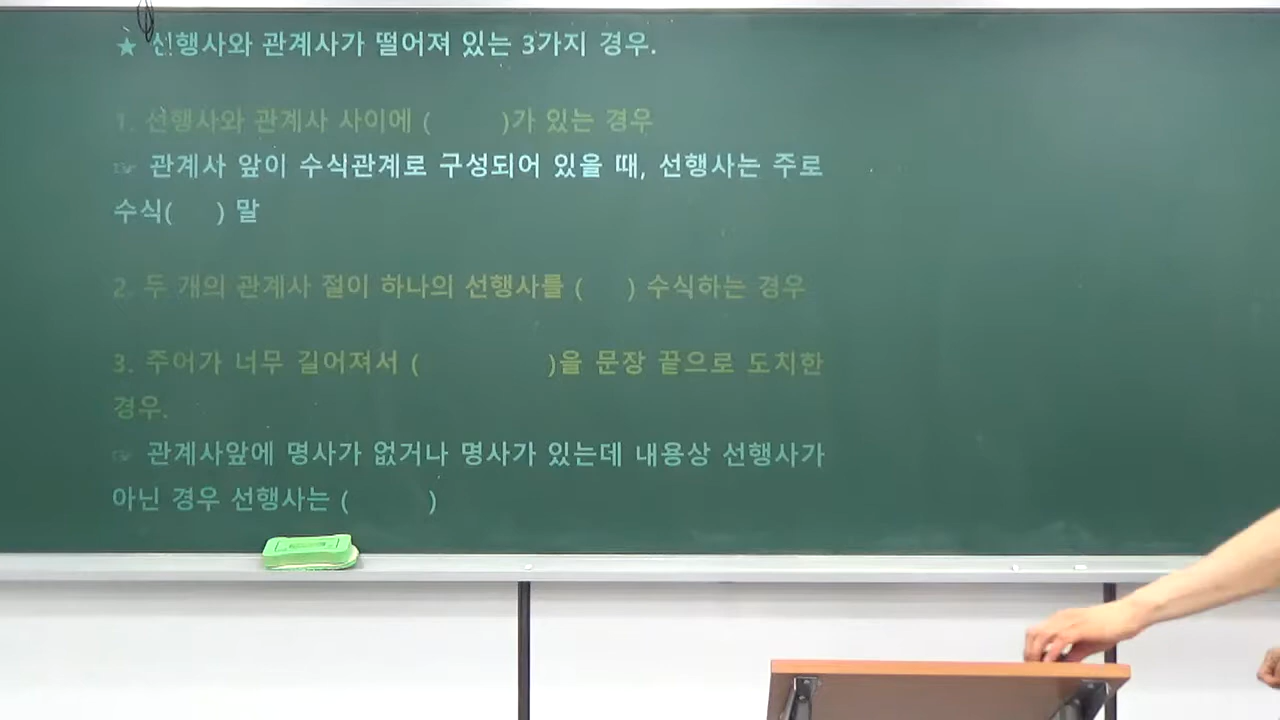 ★ 선행사와 관계사가 떨어져 있는 3가지 경우.
1. 선행사와 관계사 사이에 (      )가 있는 경우
☞ 관계사 앞이 수식관계로 구성되어 있을 때, 선행사는 주로
수식(    ) 말
2. 두 개의 관계사 절이 하나의 선행사를 (    ) 수식하는 경우
3. 주어가 너무 길어져서 (            )을 문장 끝으로 도치한
경우.
☞ 관계사앞에 명사가 없거나 명사가 있는데 내용상 선행사가
아닌 경우 선행사는 (        )